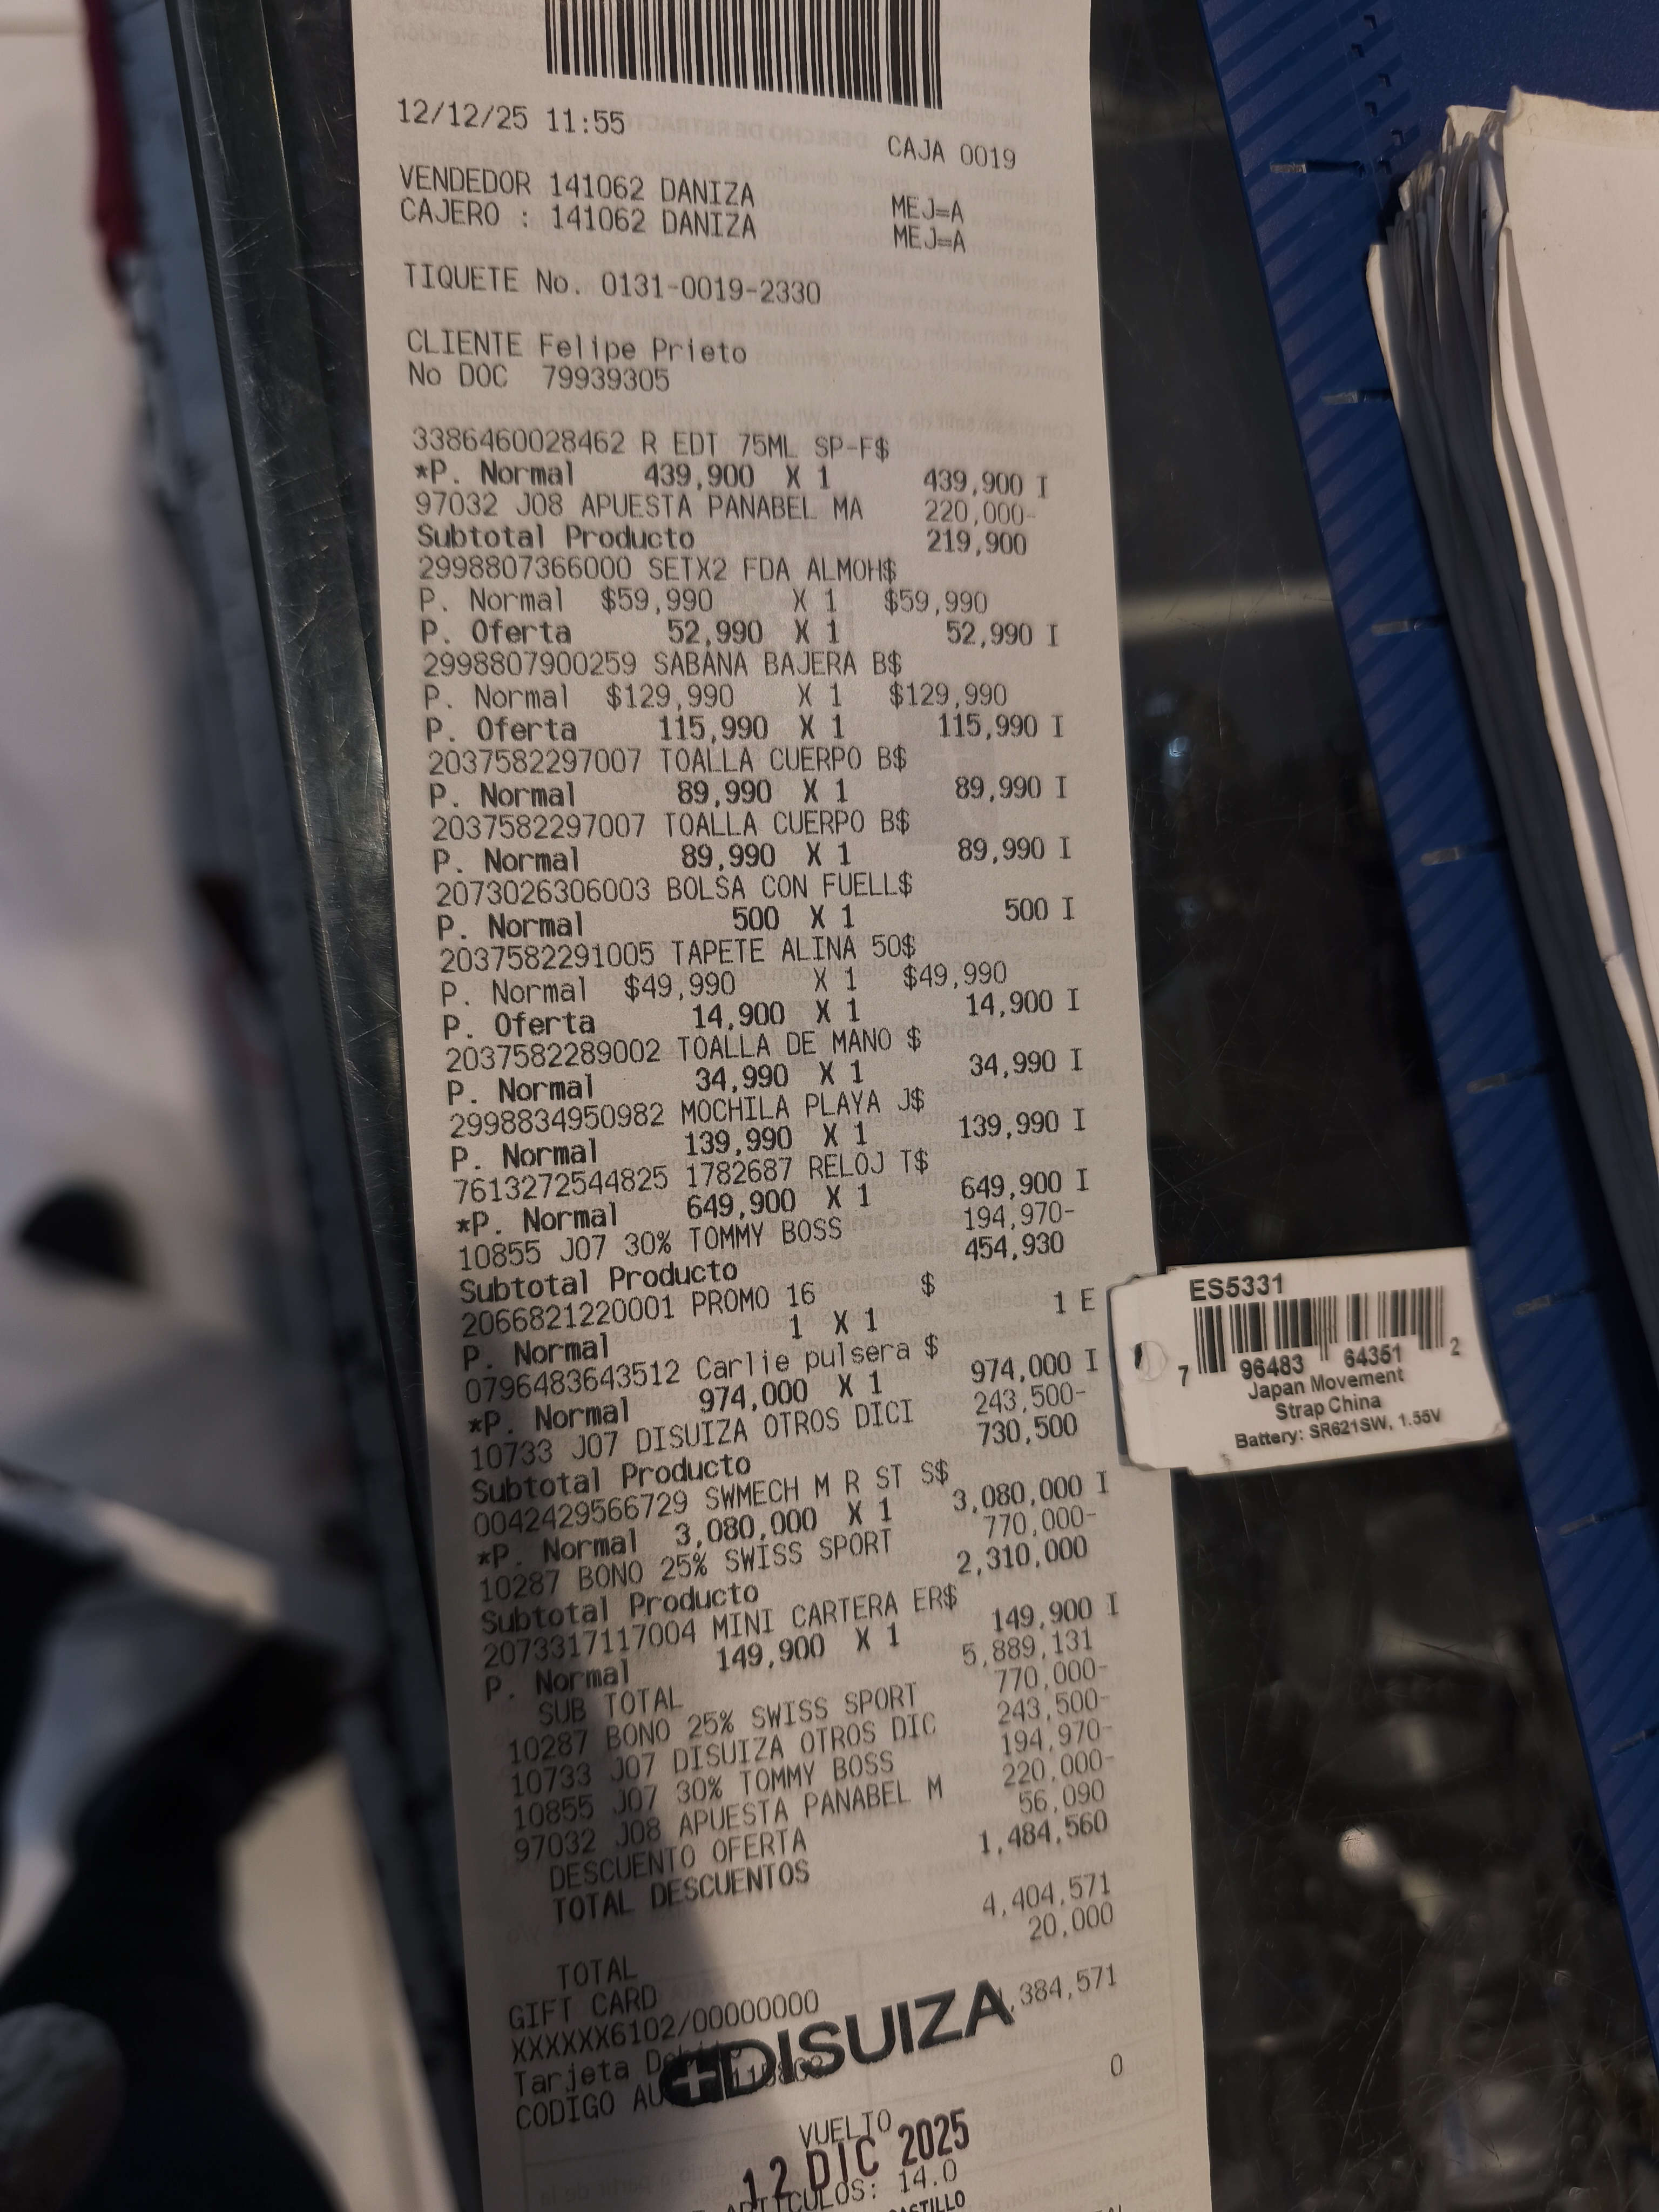 12/12/25 11:55 CAJA 0019
VENDEDOR 141062 DANIZA MEJ=A
CAJERO : 141062 DANIZA MEJ=A
TIQUETE No. 0131-0019-2330
CLIENTE Felipe Prieto
No DOC 79939305
3386460028462 R EDT 75ML SP-F$
*P. Normal 439,900 X 1 439,900 I
97032 J08 APUESTA PANABEL MA 220,000-
Subtotal Producto 219,900
2998807366000 SETX2 FDA ALMOH$
P. Normal $59,990 X 1 $59,990
P. Oferta 52,990 X 1 52,990 I
2998807900259 SABANA BAJERA B$
P. Normal $129,990 X 1 $129,990
P. Oferta 115,990 X 1 115,990 I
2037582297007 TOALLA CUERPO B$
P. Normal 89,990 X 1 89,990 I
2037582297007 TOALLA CUERPO B$
P. Normal 89,990 X 1 89,990 I
2073026306003 BOLSA CON FUELL$
P. Normal 500 X 1 500 I
2037582291005 TAPETE ALINA 50$
P. Normal $49,990 X 1 $49,990
P. Oferta 14,900 X 1 14,900 I
2037582289002 TOALLA DE MANO $
P. Normal 34,990 X 1 34,990 I
2998834950982 MOCHILA PLAYA J$
P. Normal 139,990 X 1 139,990 I
7613272544825 1782687 RELOJ T$
*P. Normal 649,900 X 1 649,900 I
10855 J07 30% TOMMY BOSS 194,970-
Subtotal Producto 454,930
2066821220001 PROMO 16 $
P. Normal 1 X 1 1 E
0796483643512 Carlie pulsera $
*P. Normal 974,000 X 1 974,000 I
10733 J07 DISUIZA OTROS DICI 243,500-
Subtotal Producto 730,500
0042429566729 SWMECH M R ST S$
*P. Normal 3,080,000 X 1 3,080,000 I
10287 BONO 25% SWISS SPORT 770,000-
Subtotal Producto 2,310,000
2073317117004 MINI CARTERA ER$
P. Normal 149,900 X 1 149,900 I
SUB TOTAL 5,889,131
10287 BONO 25% SWISS SPORT 770,000-
10733 J07 DISUIZA OTROS DIC 243,500-
10855 J07 30% TOMMY BOSS 194,970-
97032 J08 APUESTA PANABEL M 220,000-
DESCUENTO OFERTA 56,090
TOTAL DESCUENTOS 1,484,560
TOTAL 4,404,571
GIFT CARD 20,000
XXXXXX6102/00000000
Tarjeta ,384,571
CODIGO
DISUIZA
VUELTO 0
12 DIC 2025
14.0
ES5331
7 96483 64351 2
Japan Movement
Strap China
Battery: SR621SW, 1.55V